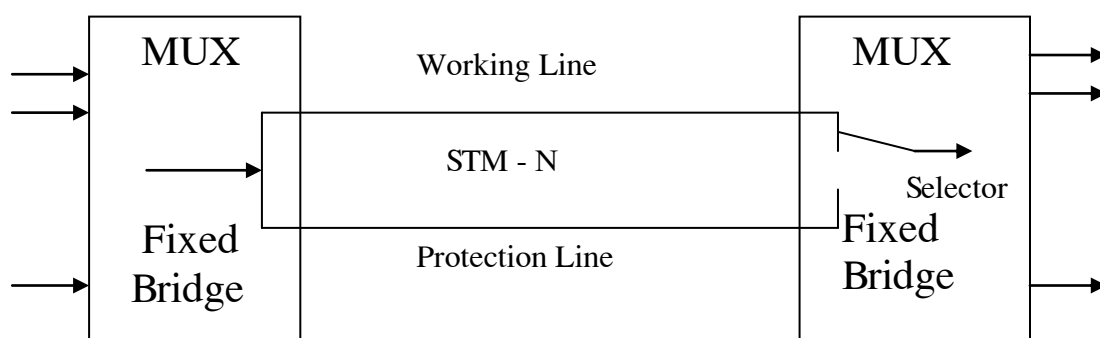 MUX
Working Line
MUX
STM - N
Selector
Fixed
Bridge
Protection Line
Fixed
Bridge